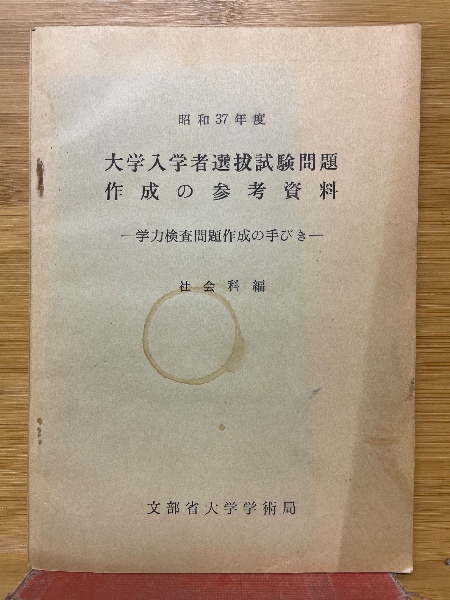 昭和37年度
大学入学者選抜試験問題
作成の参考資料
―学力検査問題作成の手びき―
社会科編
文部省大学学術局